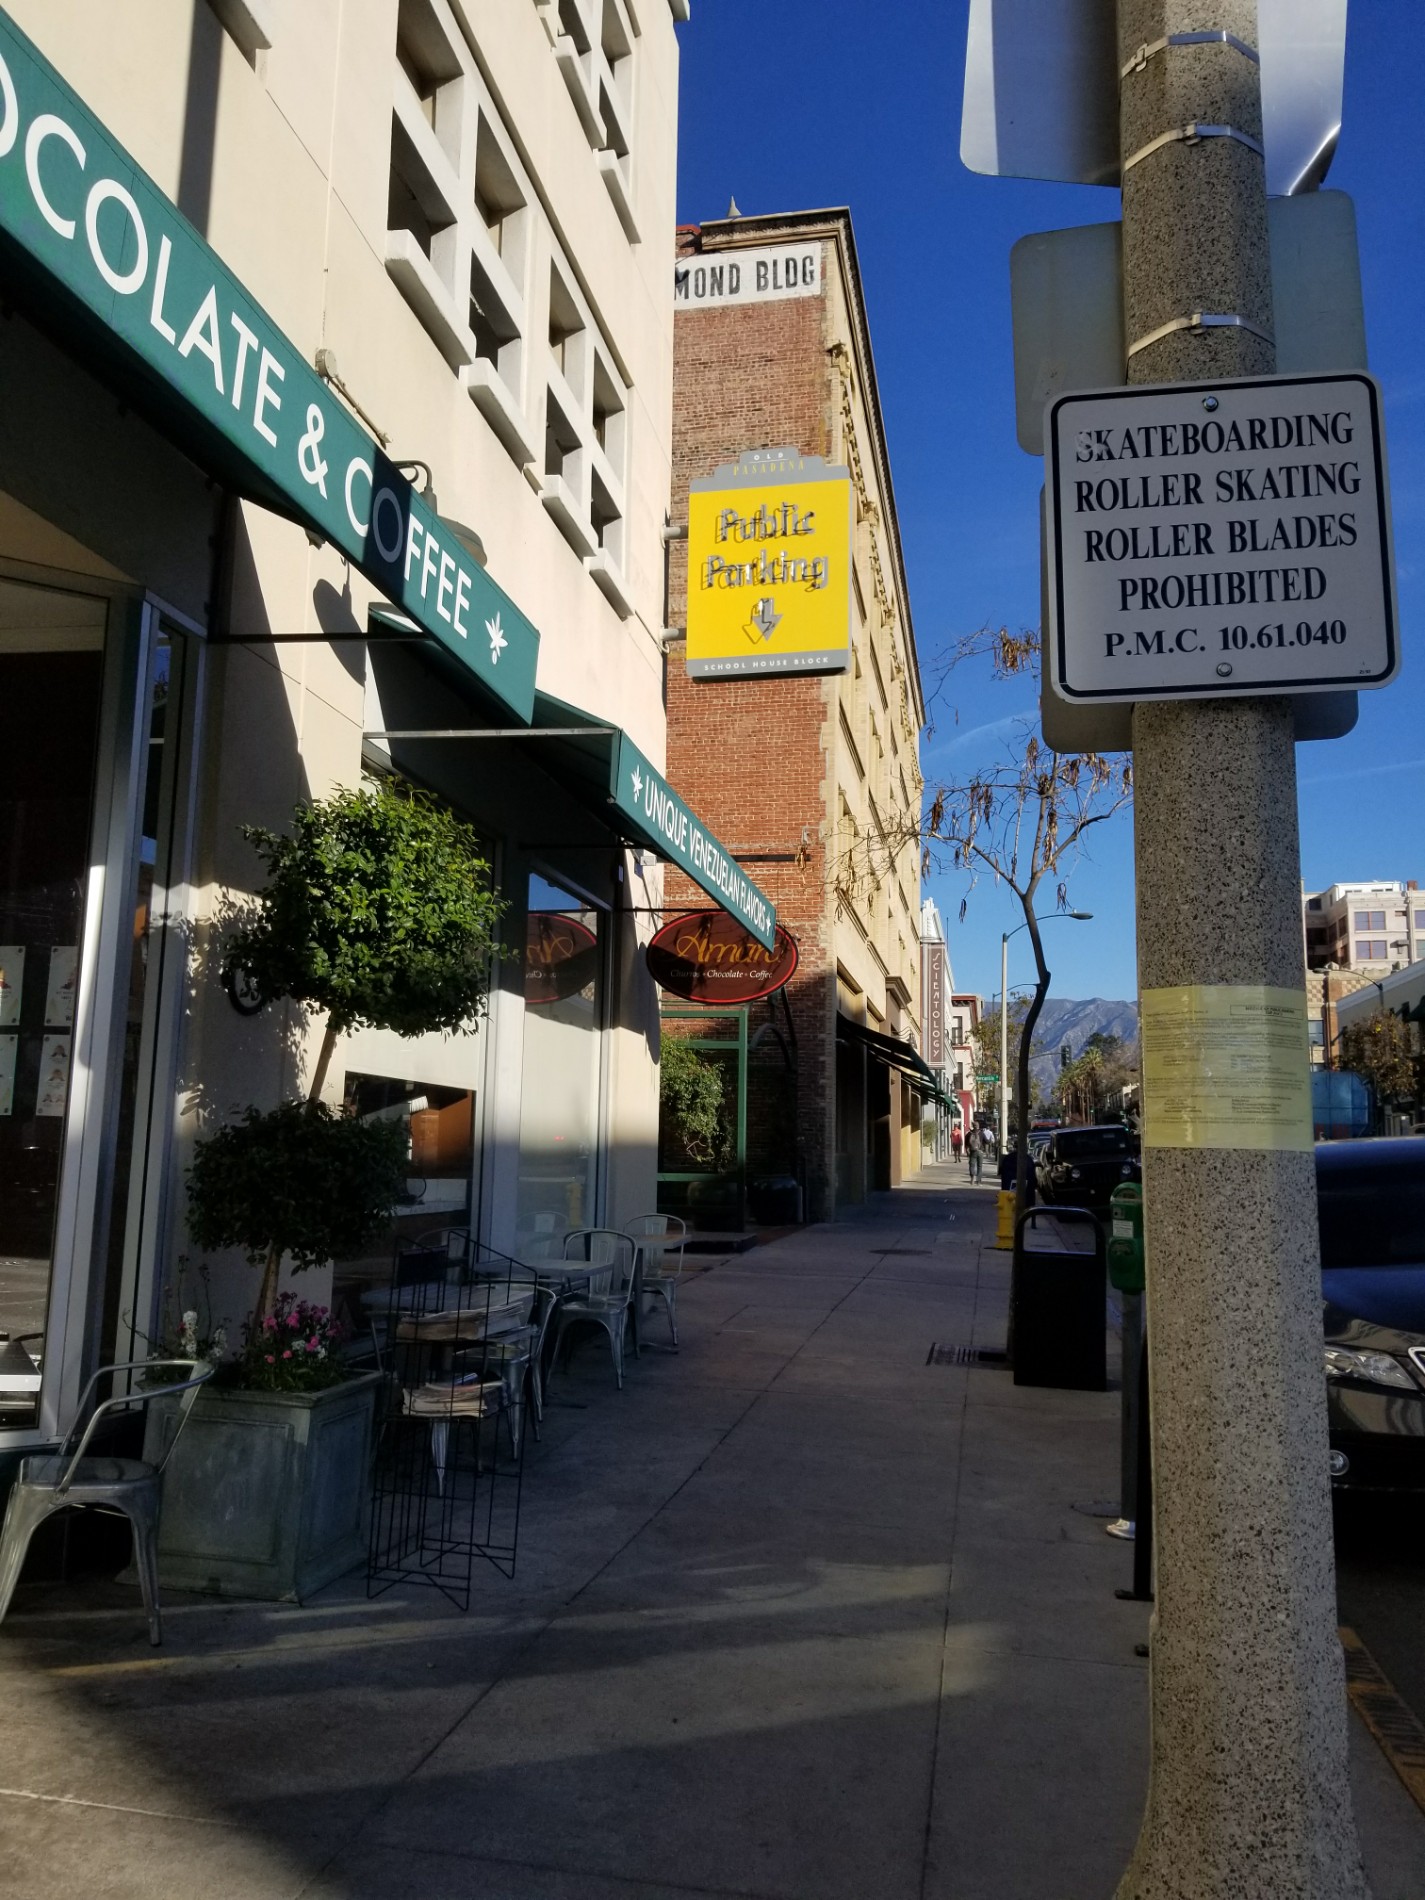 OCOLATE & COFFEE
MOND BLDG
OLD
PASADENA
Public
Parking
SCHOOL HOUSE BLOCK
SKATEBOARDING
ROLLER SKATING
ROLLER BLADES
PROHIBITED
P.M.C. 10.61.040
UNIQUE VENEZUELAN FLAVORS
Amara
Churros • Chocolate • Coffee
SCIENTOLOGY